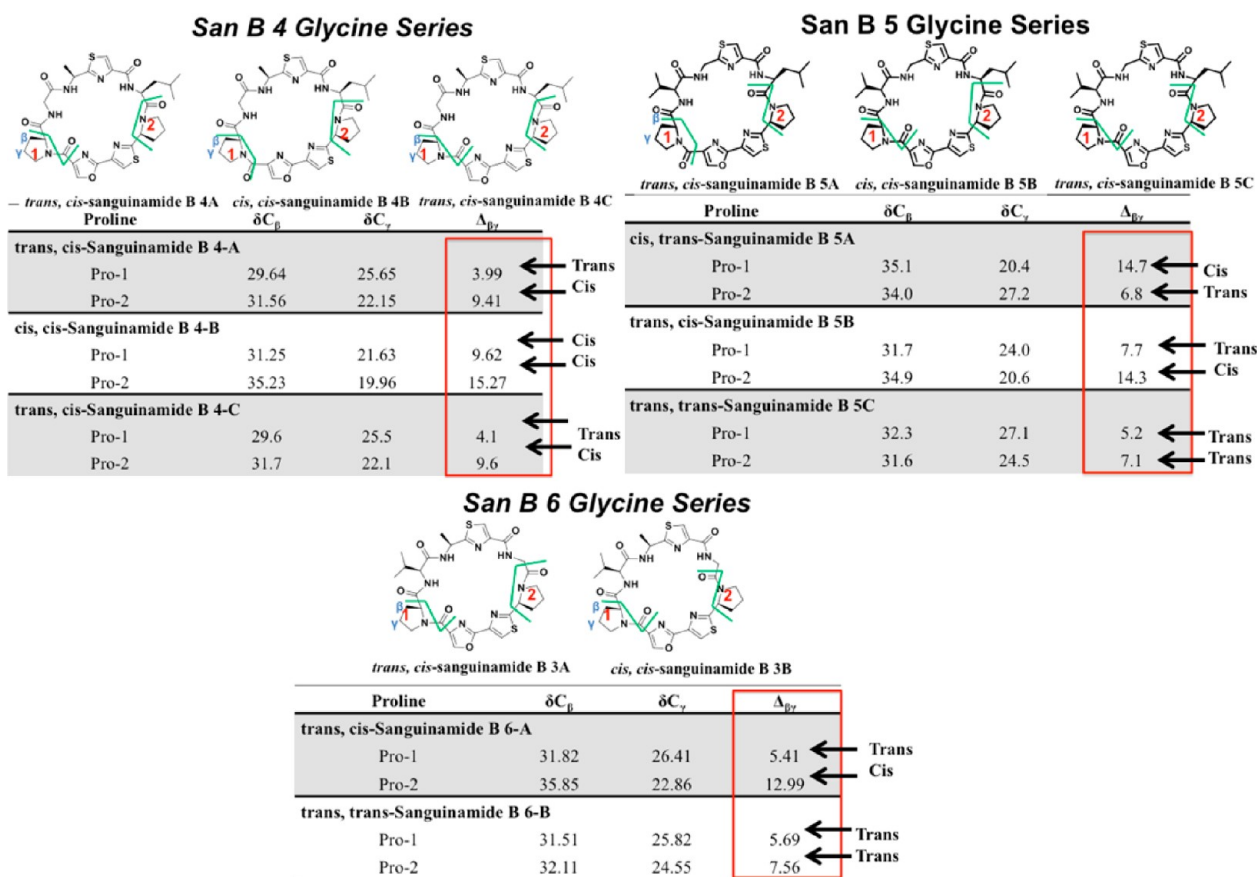 San B 4 Glycine Series
trans, cis-sanguinamide B 4A
cis, cis-sanguinamide B 4B
trans, cis-sanguinamide B 4C
Proline δCβ δCγ Δβγ
trans, cis-Sanguinamide B 4-A
Pro-1 29.64 25.65 3.99 Trans
Pro-2 31.56 22.15 9.41 Cis
cis, cis-Sanguinamide B 4-B
Pro-1 31.25 21.63 9.62 Cis
Pro-2 35.23 19.96 15.27 Cis
trans, cis-Sanguinamide B 4-C
Pro-1 29.6 25.5 4.1 Trans
Pro-2 31.7 22.1 9.6 Cis
San B 5 Glycine Series
trans, cis-sanguinamide B 5A
cis, cis-sanguinamide B 5B
trans, cis-sanguinamide B 5C
Proline δCβ δCγ Δβγ
cis, trans-Sanguinamide B 5A
Pro-1 35.1 20.4 14.7 Cis
Pro-2 34.0 27.2 6.8 Trans
trans, cis-Sanguinamide B 5B
Pro-1 31.7 24.0 7.7 Trans
Pro-2 34.9 20.6 14.3 Cis
trans, trans-Sanguinamide B 5C
Pro-1 32.3 27.1 5.2 Trans
Pro-2 31.6 24.5 7.1 Trans
San B 6 Glycine Series
trans, cis-sanguinamide B 3A
cis, cis-sanguinamide B 3B
Proline δCβ δCγ Δβγ
trans, cis-Sanguinamide B 6-A
Pro-1 31.82 26.41 5.41 Trans
Pro-2 35.85 22.86 12.99 Cis
trans, trans-Sanguinamide B 6-B
Pro-1 31.51 25.82 5.69 Trans
Pro-2 32.11 24.55 7.56 Trans